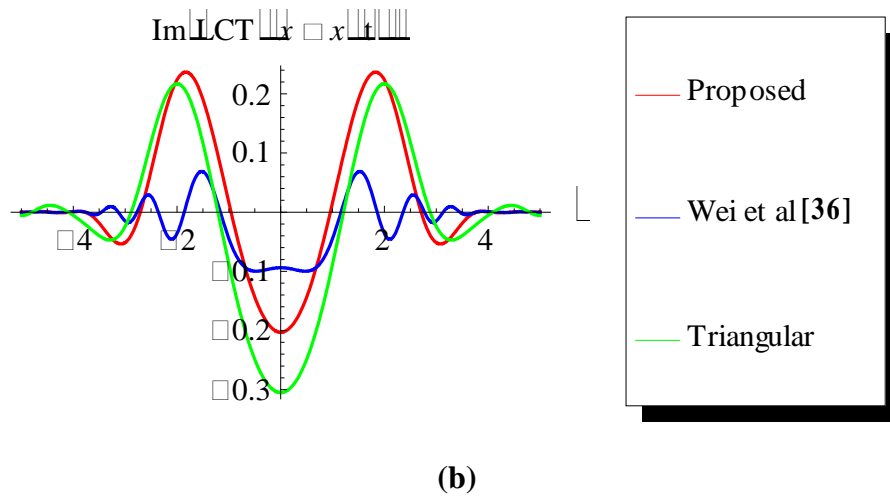 Im LCT x □ x t
0.2
0.1
□4
□2
2
4
□0.1
□0.2
□0.3
Proposed
Wei et al [36]
Triangular
(b)